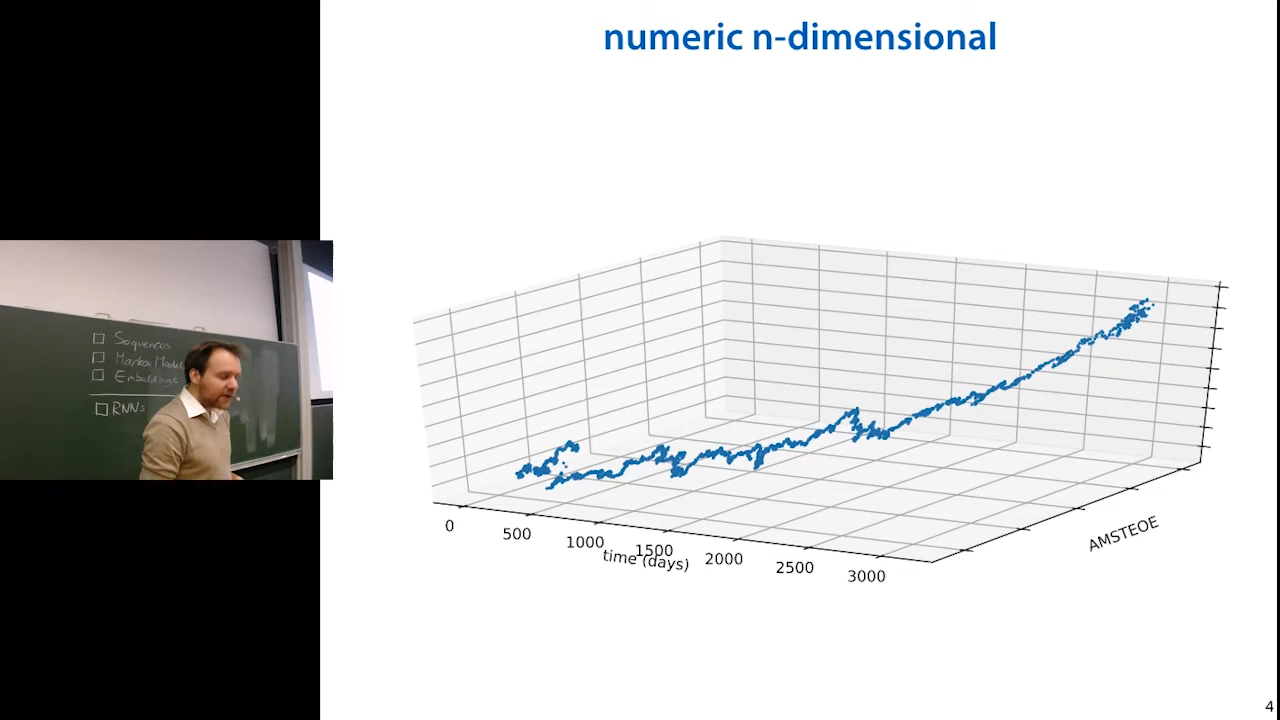 numeric n-dimensional
Sequences
Markov Model
Embeddings
RNNs
0
500
1000
1500
2000
2500
3000
time (days)
AMSTEOE
4